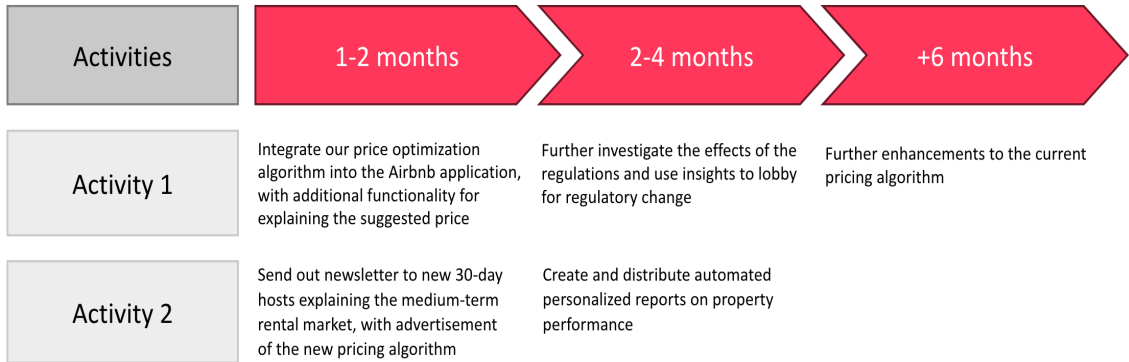 Activities
1-2 months
2-4 months
+6 months
Activity 1
Integrate our price optimization
algorithm into the Airbnb application,
with additional functionality for
explaining the suggested price
Further investigate the effects of the
regulations and use insights to lobby
for regulatory change
Further enhancements to the current
pricing algorithm
Activity 2
Send out newsletter to new 30-day
hosts explaining the medium-term
rental market, with advertisement
of the new pricing algorithm
Create and distribute automated
personalized reports on property
performance